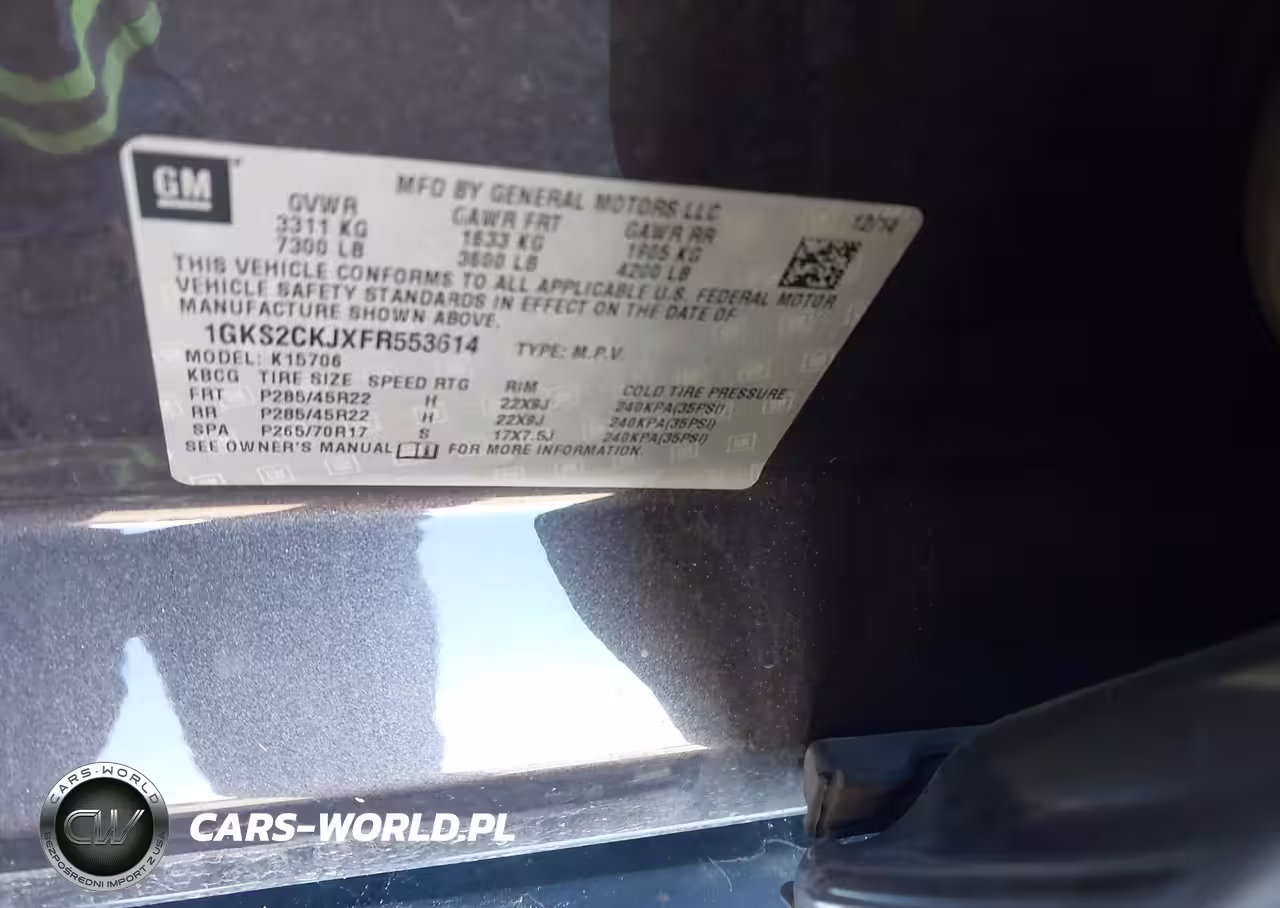 GM
MFD BY GENERAL MOTORS LLC
12/14
GVWR GAWR FRT GAWR RR
3311 KG 1633 KG 1905 KG
7300 LB 3600 LB 4200 LB
THIS VEHICLE CONFORMS TO ALL APPLICABLE U.S. FEDERAL MOTOR
VEHICLE SAFETY STANDARDS IN EFFECT ON THE DATE OF
MANUFACTURE SHOWN ABOVE.
1GKS2CKJXFR553614 TYPE: M.P.V.
MODEL: K15706
KBCG TIRE SIZE SPEED RTG RIM COLD TIRE PRESSURE
FRT P285/45R22 H 22X9J 240KPA(35PSI)
RR P285/45R22 H 22X9J 240KPA(35PSI)
SPA P265/70R17 S 17X7.5J 240KPA(35PSI)
SEE OWNER'S MANUAL FOR MORE INFORMATION.
CARS-WORLD
CW
BEZPOŚREDNI IMPORT Z USA
CARS-WORLD.PL